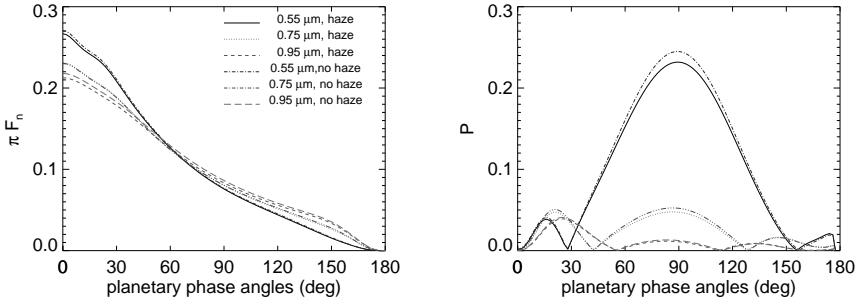 0.3
0.2
0.1
0.0
π Fn
0.55 μm, haze
0.75 μm, haze
0.95 μm, haze
0.55 μm,no haze
0.75 μm, no haze
0.95 μm, no haze
0 30 60 90 120 150 180
0
planetary phase angles (deg)
0.3
0.2
0.1
0.0
P
0 30 60 90 120 150 180
0
planetary phase angles (deg)